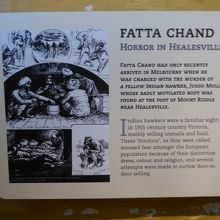 FATTA CHAND
HORROR IN HEALESVILLE
FATTA CHAND HAD ONLY RECENTLY
ARRIVED IN MELBOURNE WHEN HE
WAS CHARGED WITH THE MURDER OF
A FELLOW INDIAN HAWKER, JUGGO MULL
WHOSE BADLY MUTILATED BODY WAS
FOUND AT THE FOOT OF MOUNT RIDDLE
NEAR HEALESVILLE.
Indian hawkers were a familiar sight
in 19th century country Victoria,
mainly selling utensils and food.
These 'Hindoos', as they were called,
aroused fear amongst the European
population because of their distinctive
dress, colour and religion, and several
attempts were made to outlaw door-to-
door selling.